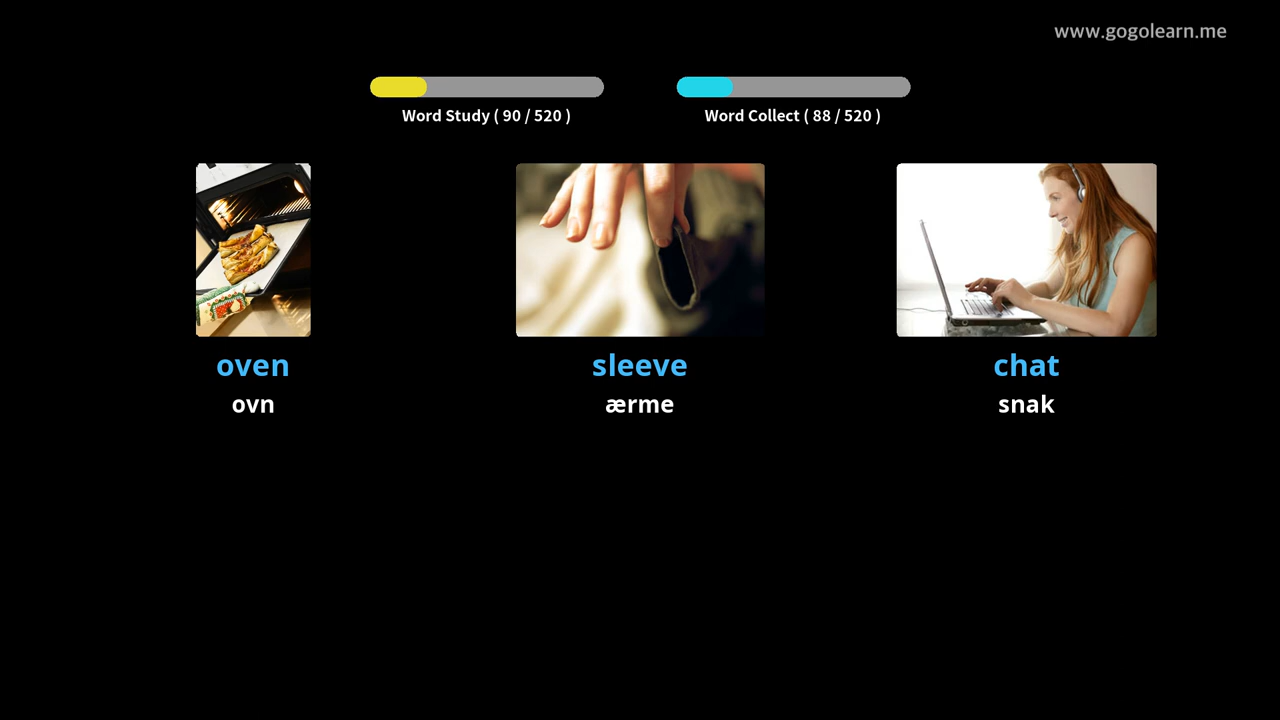 www.gogolearn.me
Word Study ( 90 / 520 )
Word Collect ( 88 / 520 )
oven
sleeve
chat
ovn
ærme
snak